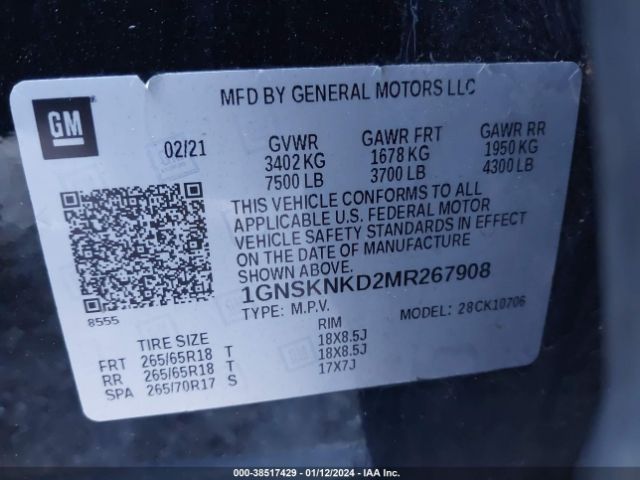 MFD BY GENERAL MOTORS LLC
GM
02/21 GVWR GAWR FRT GAWR RR
3402 KG 1678 KG 1950 KG
7500 LB 3700 LB 4300 LB
THIS VEHICLE CONFORMS TO ALL
APPLICABLE U.S. FEDERAL MOTOR
VEHICLE SAFETY STANDARDS IN EFFECT
ON THE DATE OF MANUFACTURE
SHOWN ABOVE.
1GNSKNKD2MR267908
8555
TYPE: M.P.V. MODEL: 28CK10706
TIRE SIZE RIM
FRT 265/65R18 T 18X8.5J
RR 265/65R18 T 18X8.5J
SPA 265/70R17 S 17X7J
000-38517429 - 01/12/2024 - IAA Inc.